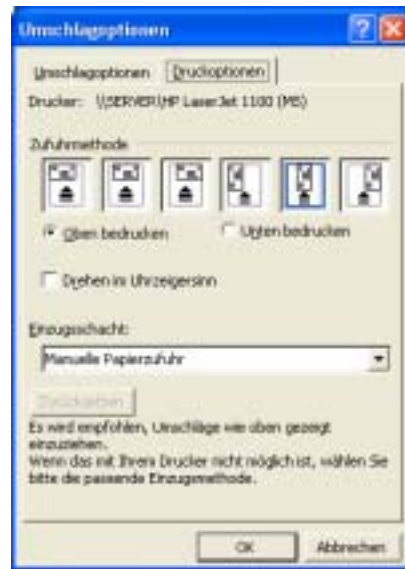 Umschlagoptionen
Umschlagoptionen
Druckoptionen
Drucker: \\SERVER\HP LaserJet 1100 (MS)
Zufuhrmethode
Oben bedrucken
Unten bedrucken
Drehen im Uhrzeigersinn
Einzugsschacht:
Manuelle Papierzufuhr
Zurücksetzen
Es wird empfohlen, Umschläge wie oben gezeigt
einzuziehen.
Wenn das mit Ihrem Drucker nicht möglich ist, wählen Sie
bitte die passende Einzugsmethode.
OK
Abbrechen